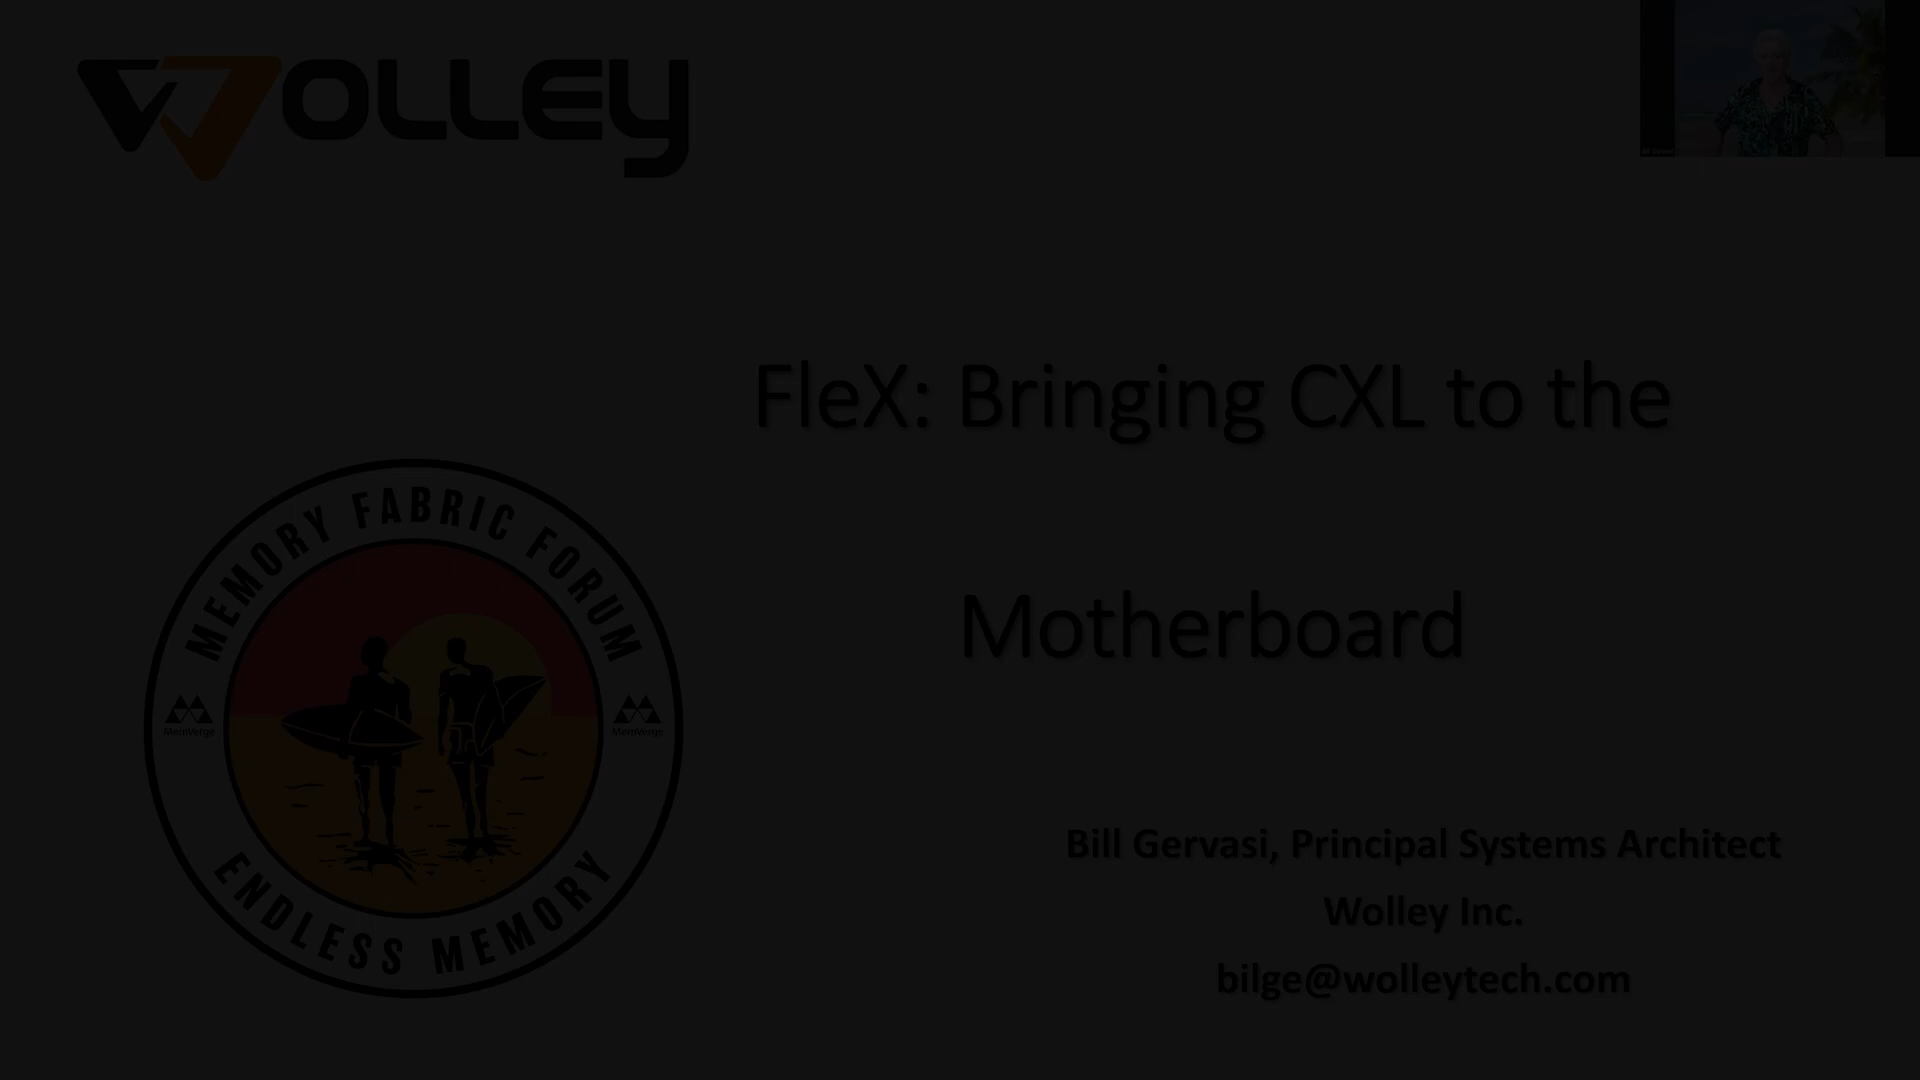 WOLLEY
FleX: Bringing CXL to the
Motherboard
MEMORY FABRIC FORUM
MemVerge
MemVerge
ENDLESS MEMORY
Bill Gervasi, Principal Systems Architect
Wolley Inc.
bilge@wolleytech.com